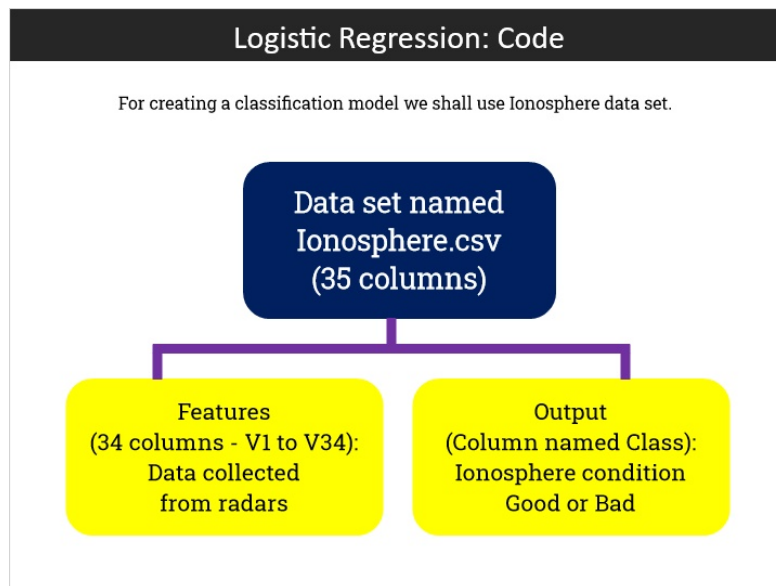 Logistic Regression: Code
For creating a classification model we shall use Ionosphere data set.
Data set named
Ionosphere.csv
(35 columns)
Features
(34 columns - V1 to V34):
Data collected
from radars
Output
(Column named Class):
Ionosphere condition
Good or Bad